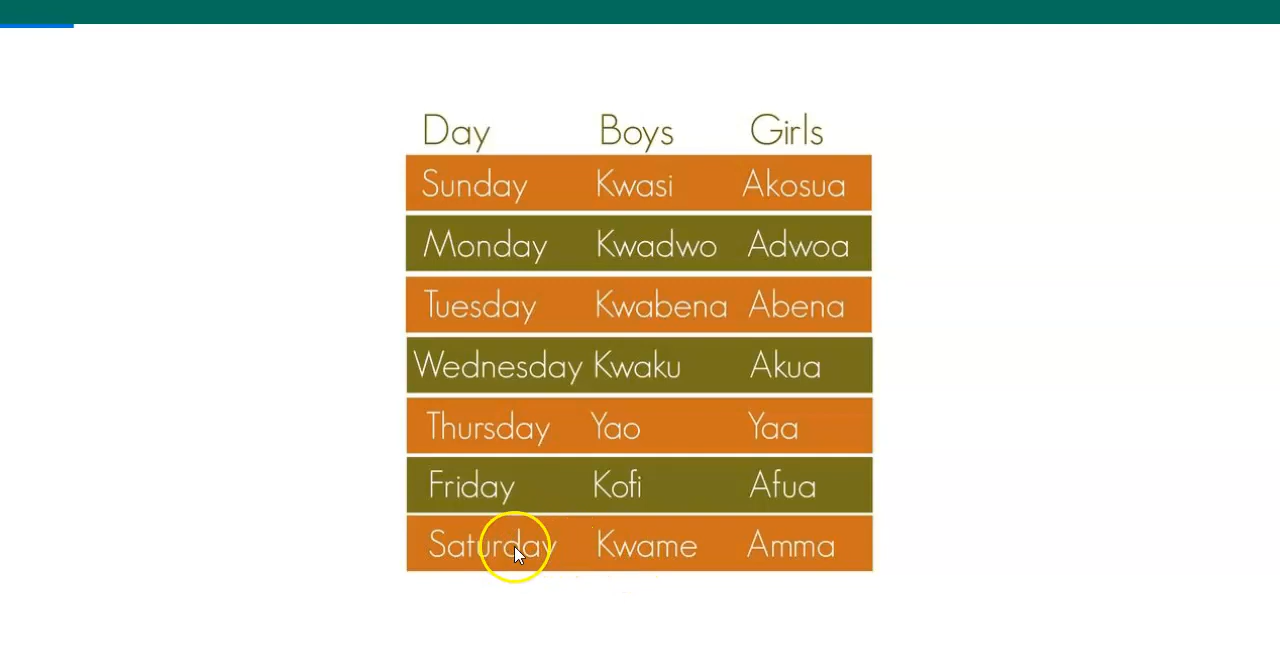 Day Boys Girls
Sunday Kwasi Akosua
Monday Kwadwo Adwoa
Tuesday Kwabena Abena
Wednesday Kwaku Akua
Thursday Yao Yaa
Friday Kofi Afua
Saturday Kwame Amma